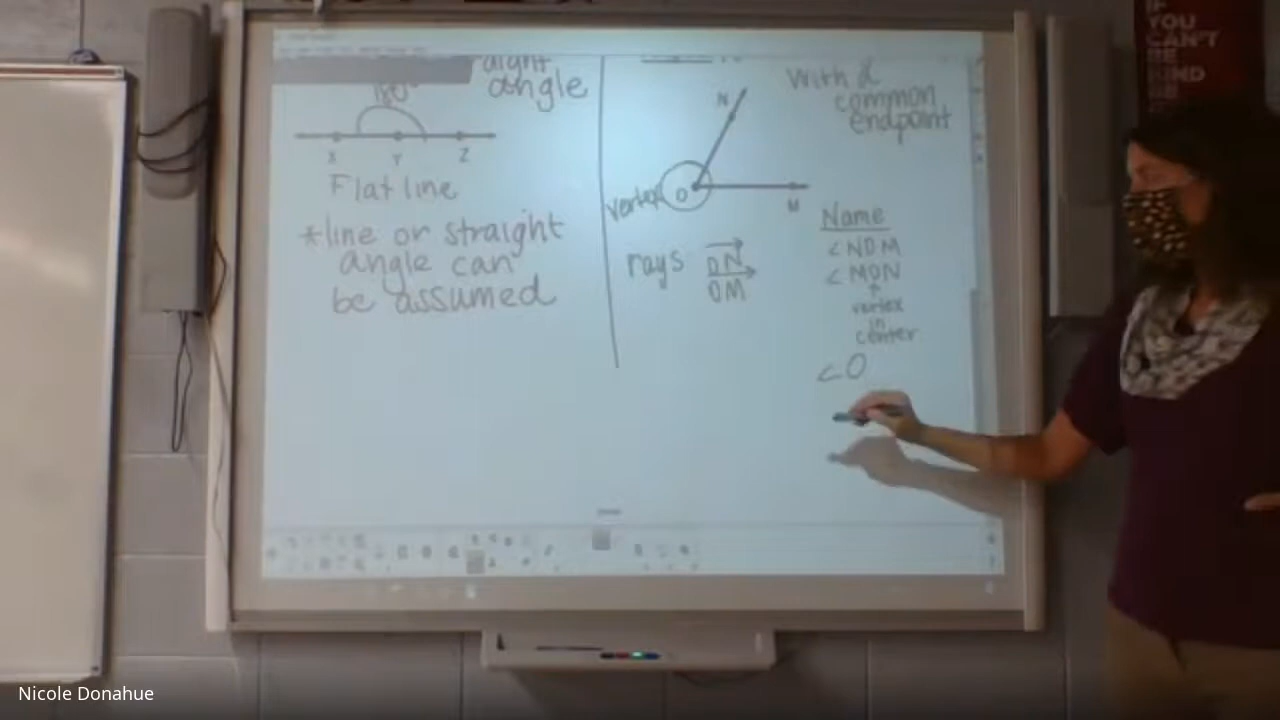 angle
180°
X Y Z
Flat line
*line or straight
angle can
be assumed
with a
common
endpoint
N
vertex O
M
rays ON
OM
Name
<NOM
<MON
vertex
in
center
<O
IF
YOU
CAN'T
BE
KIND
Nicole Donahue